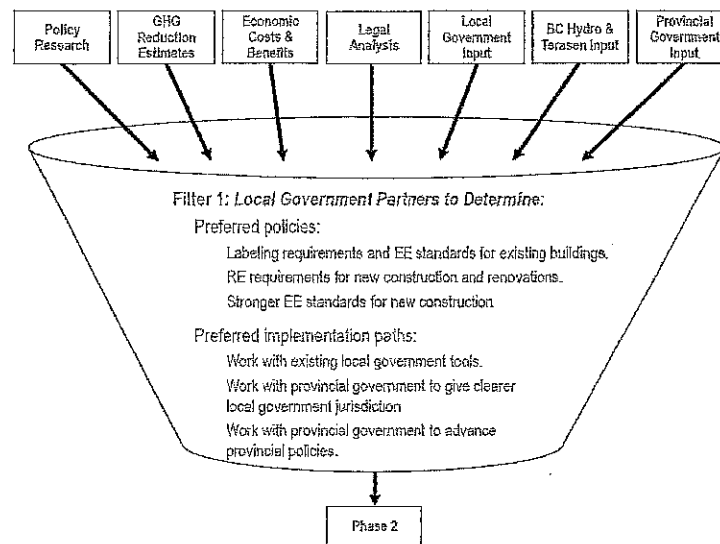 Policy
Research
GHG
Reduction
Estimates
Economic
Costs &
Benefits
Legal
Analysis
Local
Government
Input
BC Hydro &
Terasen Input
Provincial
Government
Input
Filter 1: Local Government Partners to Determine:
Preferred policies:
Labeling requirements and EE standards for existing buildings.
RE requirements for new construction and renovations.
Stronger EE standards for new construction
Preferred implementation paths:
Work with existing local government tools.
Work with provincial government to give clearer
local government jurisdiction
Work with provincial government to advance
provincial policies.
Phase 2